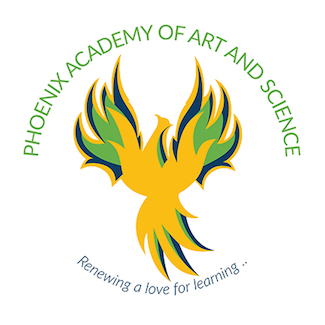 PHOENIX ACADEMY OF ART AND SCIENCE
Renewing a love for learning ..